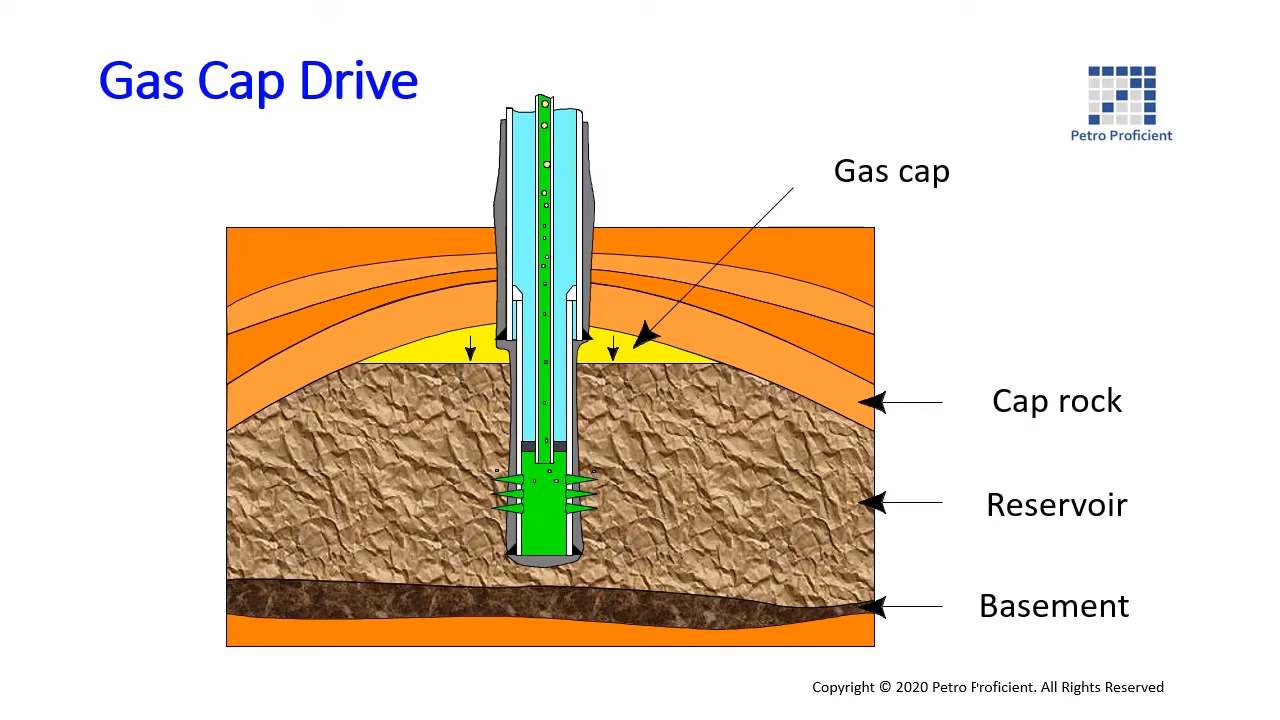 Gas Cap Drive
Petro Proficient
Gas cap
Cap rock
Reservoir
Basement
Copyright © 2020 Petro Proficient. All Rights Reserved